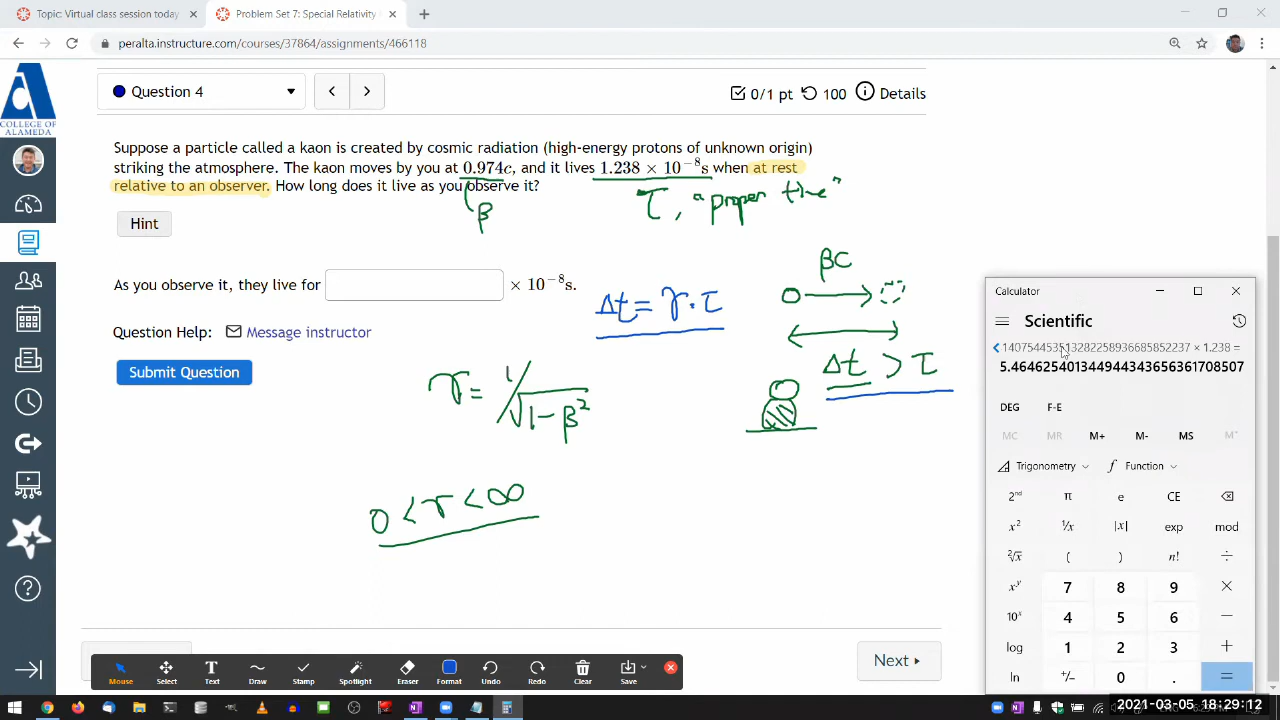 Topic: Virtual class session today
Problem Set 7: Special Relativity
peralta.instructure.com/courses/37864/assignments/466118
COLLEGE OF
ALAMEDA
Question 4
0/1 pt 100 Details
Suppose a particle called a kaon is created by cosmic radiation (high-energy protons of unknown origin)
striking the atmosphere. The kaon moves by you at 0.974c, and it lives 1.238 × 10⁻⁸s when at rest
relative to an observer. How long does it live as you observe it?
β
τ, "proper time"
Hint
βc
As you observe it, they live for × 10⁻⁸s.
Δt = γ·τ
Question Help: Message instructor
Δt > τ
Submit Question
γ = 1/√1-β²
0 < γ < ∞
Calculator
Scientific
14075445351328225893668585223‌7 × 1.238 =
5.464625401344944343656361708507
DEG F-E
MC MR M+ M- MS M˅
Trigonometry Function
2ⁿᵈ π e CE
x² ¹/x |x| exp mod
²√x ( ) n! ÷
xʸ 7 8 9 ×
10ˣ 4 5 6 −
log 1 2 3 +
ln +/− 0 . =
Next
Mouse Select Text Draw Stamp Spotlight Eraser Format Undo Redo Clear Save
2021-03-05 18:29:12